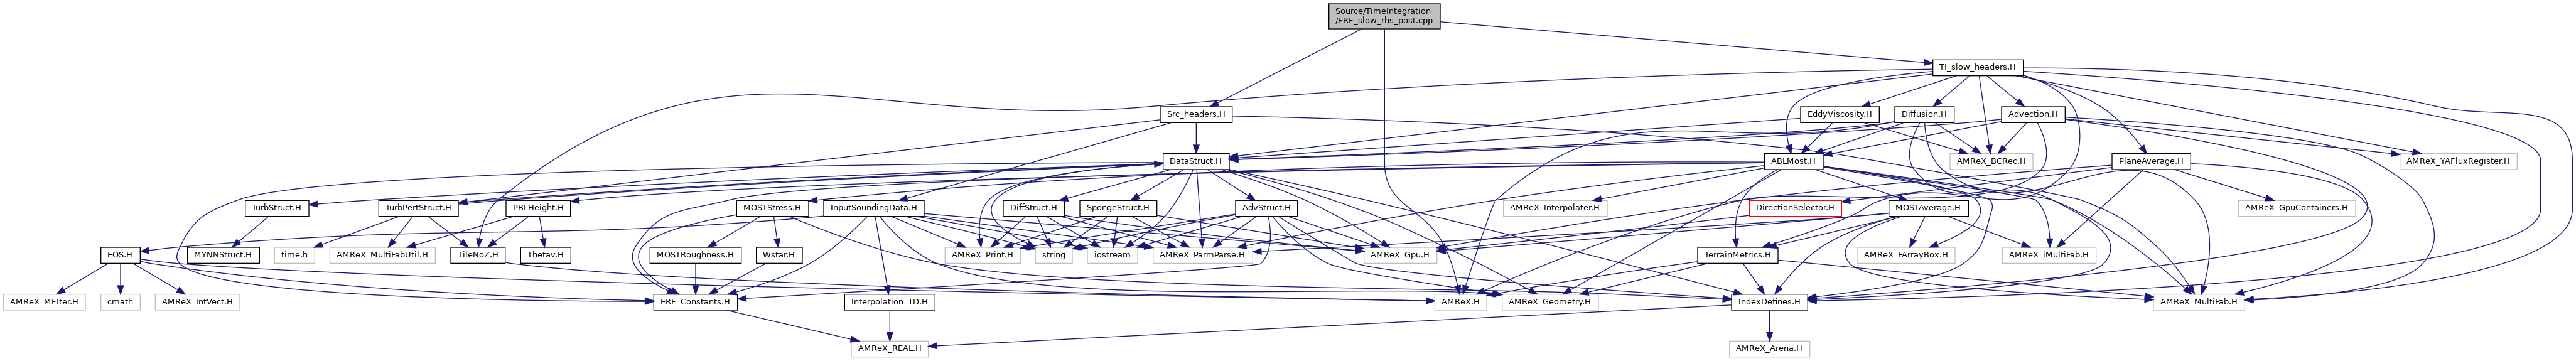 Source/TimeIntegration
/ERF_slow_rhs_post.cpp
TI_slow_headers.H
Src_headers.H
EddyViscosity.H
Diffusion.H
Advection.H
DataStruct.H
ABLMost.H
AMReX_BCRec.H
PlaneAverage.H
AMReX_YAFluxRegister.H
TurbStruct.H
TurbPertStruct.H
PBLHeight.H
MOSTStress.H
InputSoundingData.H
DiffStruct.H
SpongeStruct.H
AdvStruct.H
AMReX_Interpolater.H
DirectionSelector.H
MOSTAverage.H
AMReX_GpuContainers.H
EOS.H
MYNNStruct.H
time.h
AMReX_MultiFabUtil.H
TileNoZ.H
Thetav.H
MOSTRoughness.H
Wstar.H
AMReX_Print.H
string
iostream
AMReX_ParmParse.H
AMReX_Gpu.H
TerrainMetrics.H
AMReX_FArrayBox.H
AMReX_iMultiFab.H
AMReX_MFIter.H
cmath
AMReX_IntVect.H
ERF_Constants.H
Interpolation_1D.H
AMReX.H
AMReX_Geometry.H
IndexDefines.H
AMReX_MultiFab.H
AMReX_REAL.H
AMReX_Arena.H